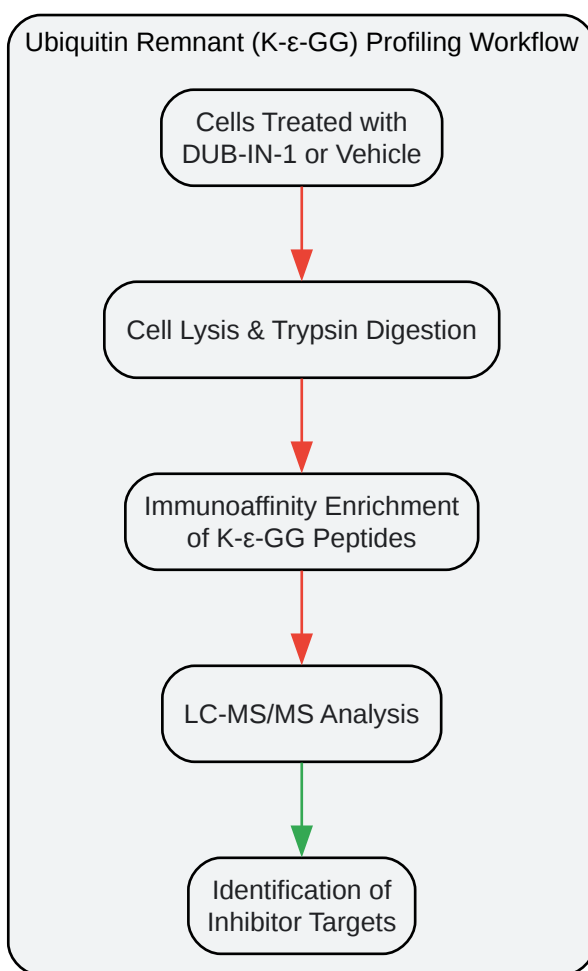 Ubiquitin Remnant (K-ε-GG) Profiling Workflow
Cells Treated with
DUB-IN-1 or Vehicle
Cell Lysis & Trypsin Digestion
Immunoaffinity Enrichment
of K-ε-GG Peptides
LC-MS/MS Analysis
Identification of
Inhibitor Targets